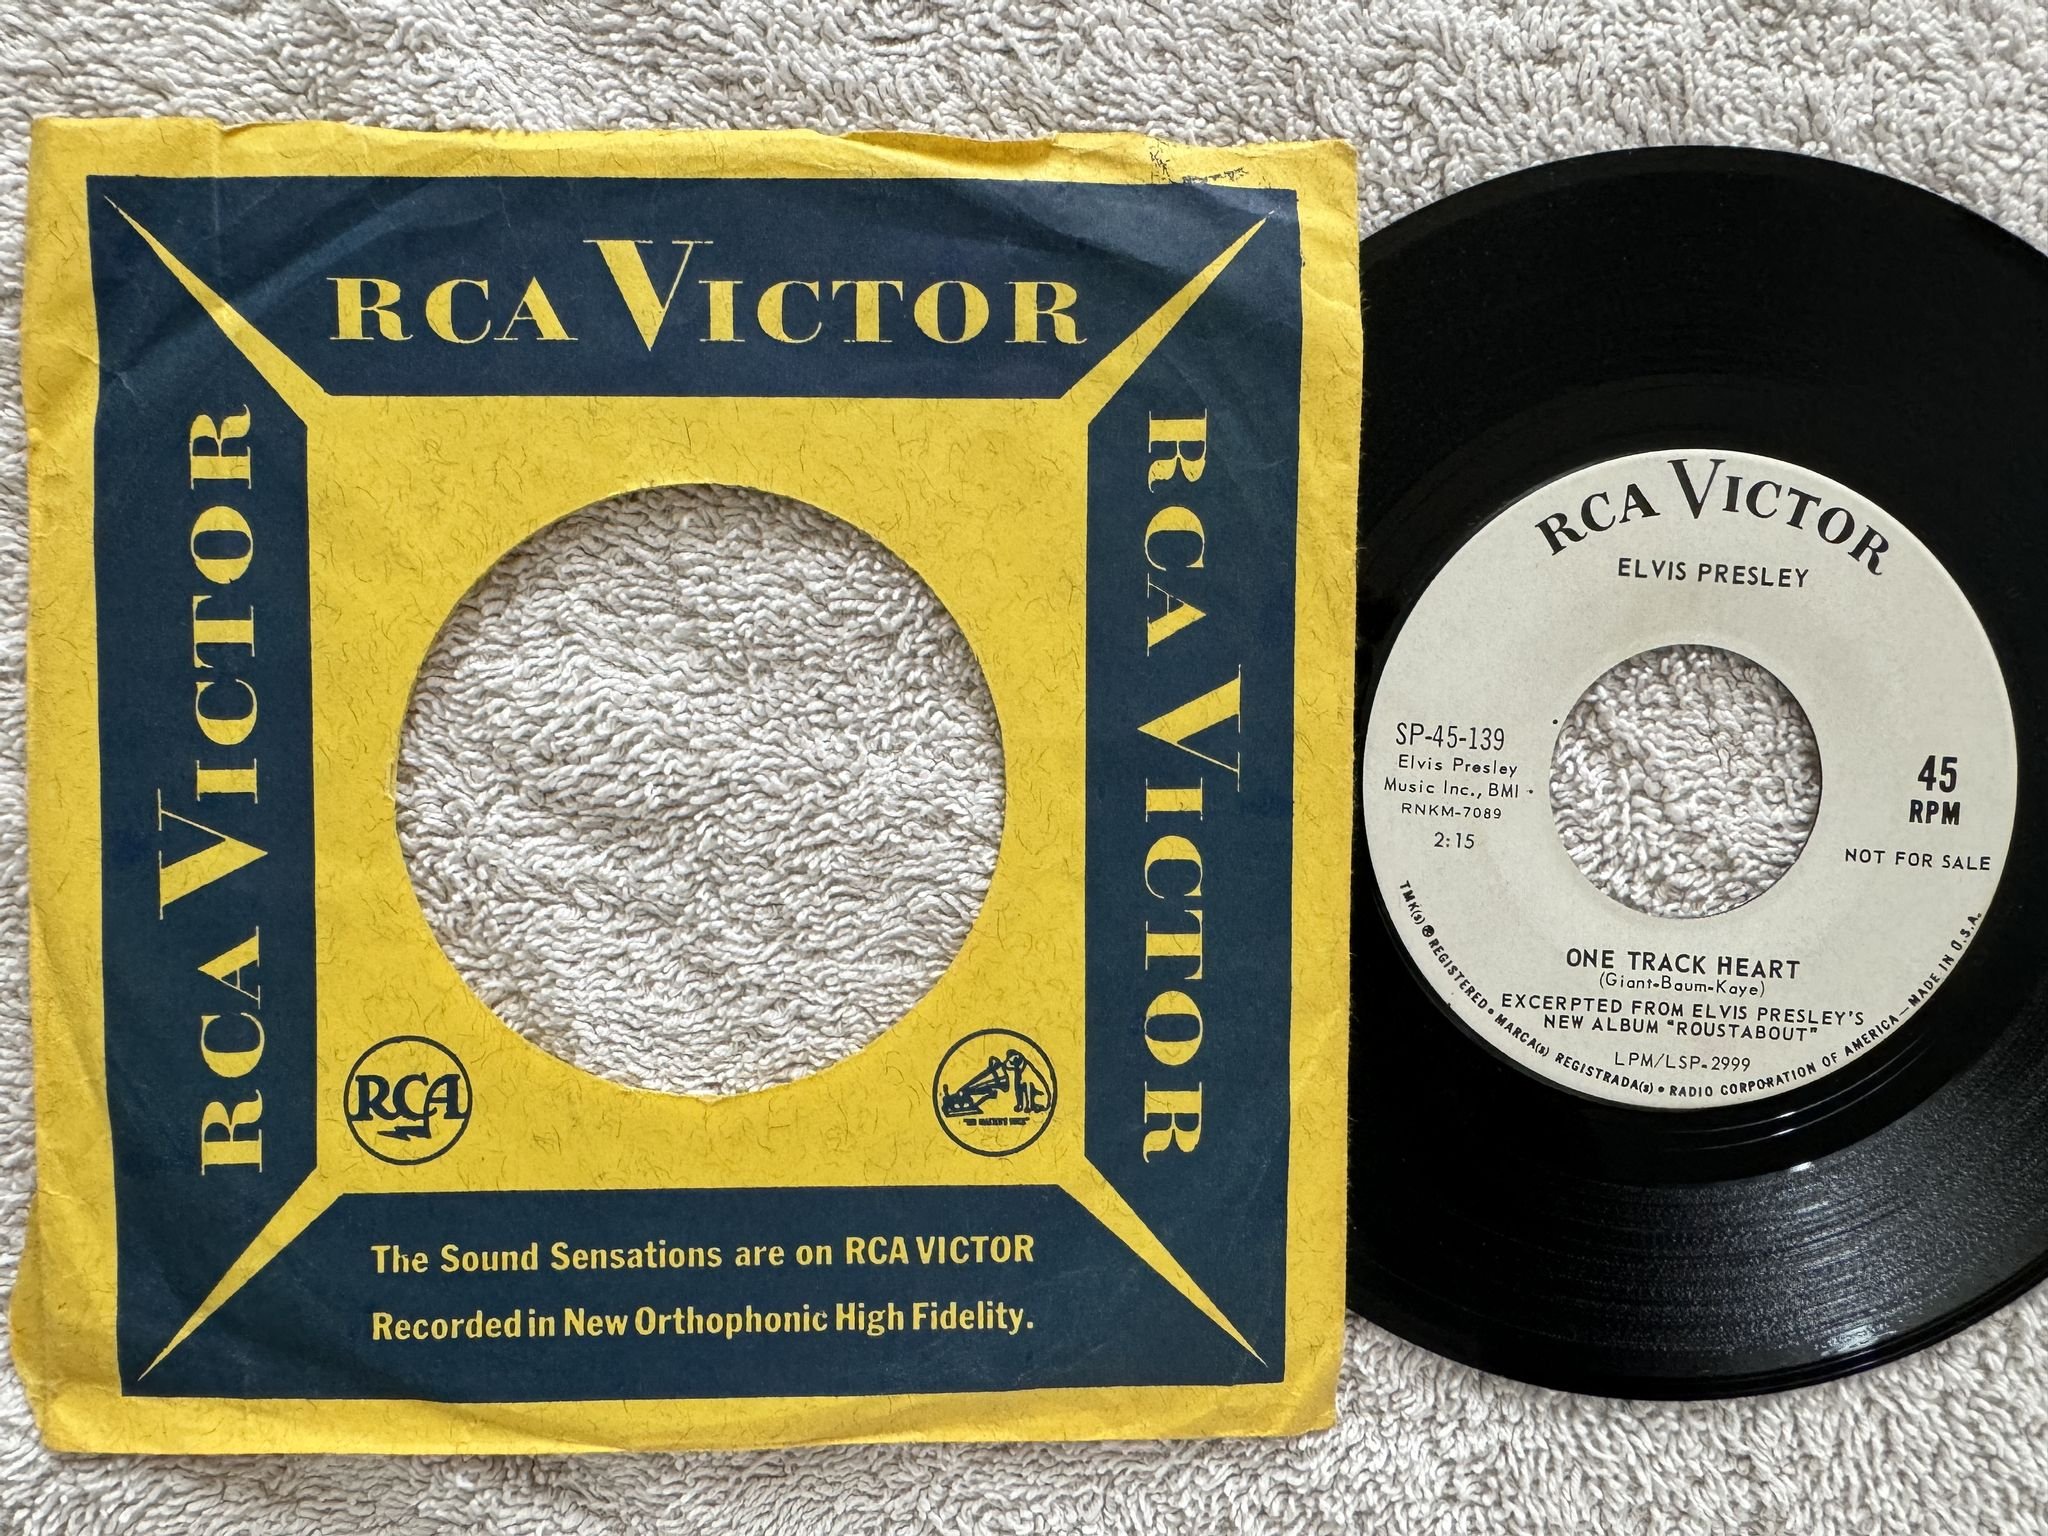 RCA VICTOR
RCA VICTOR
RCA VICTOR
RCA
The Sound Sensations are on RCA VICTOR
Recorded in New Orthophonic High Fidelity.
RCA VICTOR
ELVIS PRESLEY
SP-45-139
Elvis Presley
Music Inc., BMI
RNKM-7089
2:15
45
RPM
NOT FOR SALE
ONE TRACK HEART
(Giant-Baum-Kaye)
EXCERPTED FROM ELVIS PRESLEY'S
NEW ALBUM "ROUSTABOUT"
LPM/LSP-2999
TMK(s) ® REGISTERED • MARCA(s) REGISTRADA(s) • RADIO CORPORATION OF AMERICA—MADE IN U.S.A.